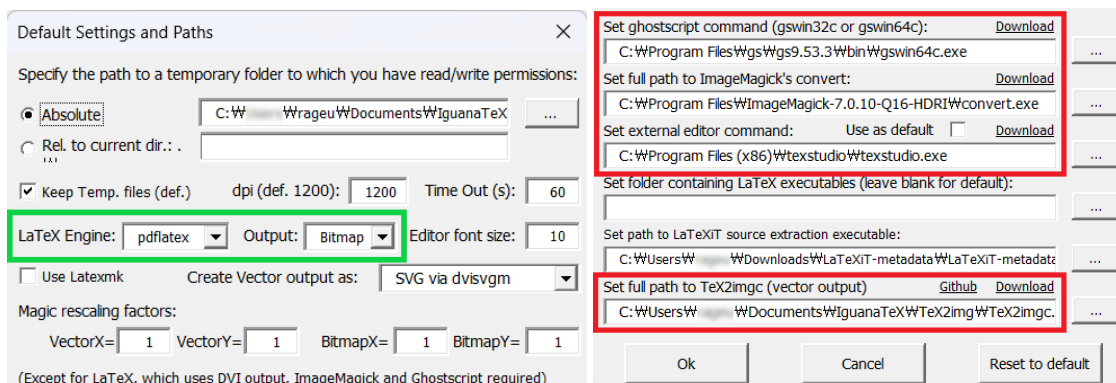 Default Settings and Paths
Specify the path to a temporary folder to which you have read/write permissions:
Absolute
C:₩ ₩rageu₩Documents₩IguanaTeX
...
Rel. to current dir.: .
Keep Temp. files (def.)
dpi (def. 1200):
1200
Time Out (s):
60
LaTeX Engine:
pdflatex
Output:
Bitmap
Editor font size:
10
Use Latexmk
Create Vector output as:
SVG via dvisvgm
Magic rescaling factors:
VectorX= 1
VectorY= 1
BitmapX= 1
BitmapY= 1
(Except for LaTeX, which uses DVI output, ImageMagick and Ghostscript required)
Set ghostscript command (gswin32c or gswin64c):
Download
C:₩Program Files₩gs₩gs9.53.3₩bin₩gswin64c.exe
...
Set full path to ImageMagick's convert:
Download
C:₩Program Files₩ImageMagick-7.0.10-Q16-HDRI₩convert.exe
...
Set external editor command:
Use as default
Download
C:₩Program Files (x86)₩texstudio₩texstudio.exe
...
Set folder containing LaTeX executables (leave blank for default):
...
Set path to LaTeXiT source extraction executable:
C:₩Users₩ ₩Downloads₩LaTeXiT-metadata₩LaTeXiT-metadata
...
Set full path to TeX2imgc (vector output)
Github
Download
C:₩Users₩ ₩Documents₩IguanaTeX₩TeX2img₩TeX2imgc.
...
Ok
Cancel
Reset to default